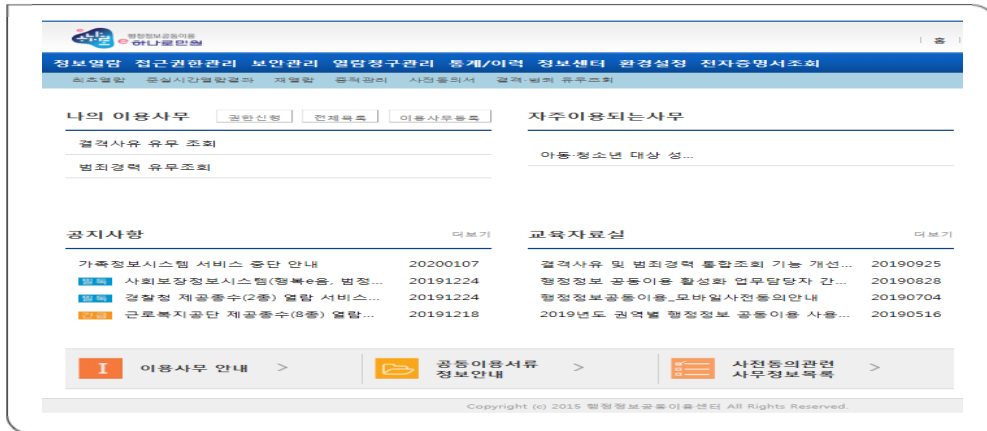 행정정보공동이용
e하나로민원
홈
정보열람 접근권한관리 보안관리 열람청구관리 통계/이력 정보센터 환경설정 전자증명서조회
최초열람 준실시간열람결과 재열람 흔적관리 사전동의서 결격·범죄 유무조회
나의 이용사무 권한신청 전체목록 이용사무등록
결격사유 유무 조회
범죄경력 유무조회
자주이용되는사무
아동·청소년 대상 성...
공지사항 더보기
가족정보시스템 서비스 중단 안내 20200107
필독 사회보장정보시스템(행복e음, 범정... 20191224
필독 경찰청 제공종수(2종) 열람 서비스... 20191224
긴급 근로복지공단 제공종수(8종) 열람... 20191218
교육자료실 더보기
결격사유 및 범죄경력 통합조회 기능 개선... 20190925
행정정보 공동이용 활성화 업무담당자 간... 20190828
행정정보공동이용_모바일사전동의안내 20190704
2019년도 권역별 행정정보 공동이용 사용... 20190516
이용사무 안내 >
공동이용서류
정보안내 >
사전동의관련
사무정보목록 >
Copyright (c) 2015 행정정보공동이용센터 All Rights Reserved.